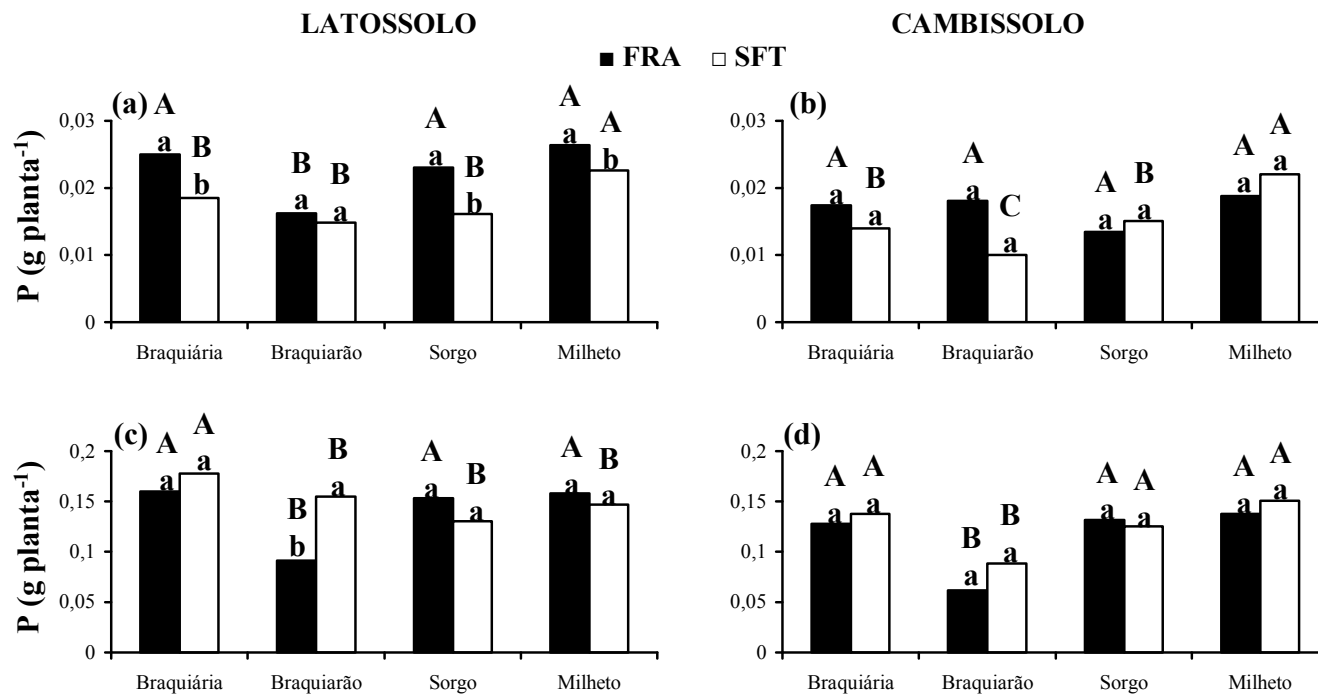 LATOSSOLO CAMBISSOLO
■ FRA □ SFT
(a) A B B B A B A A
a b a a a b a b
P (g planta⁻¹)
0,03
0,02
0,01
0
Braquiária Braquiarão Sorgo Milheto
(b) A B A C A B A A
a a a a a a a a
0,03
0,02
0,01
0
Braquiária Braquiarão Sorgo Milheto
(c) A A B B A B A B
a a b a a a a a
P (g planta⁻¹)
0,2
0,15
0,1
0,05
0
Braquiária Braquiarão Sorgo Milheto
(d) A A B B A A A A
a a a a a a a a
0,2
0,15
0,1
0,05
0
Braquiária Braquiarão Sorgo Milheto